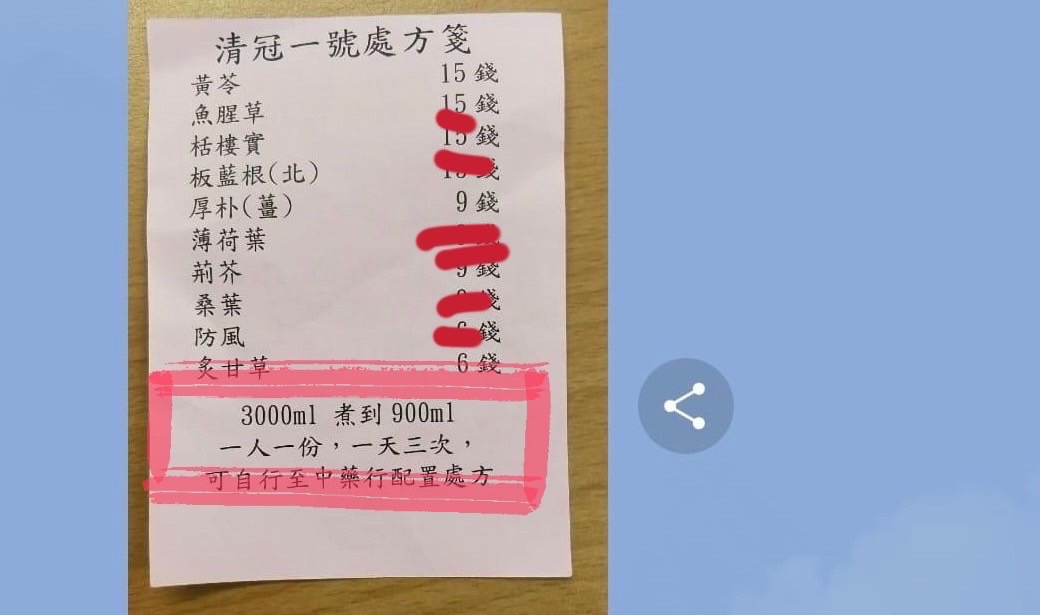 清冠一號處方箋
黃苓 15 錢
魚腥草 15 錢
栝樓實 15 錢
板藍根(北) 錢
厚朴(薑) 9 錢
薄荷葉
荊芥 9 錢
桑葉 錢
防風 6 錢
炙甘草 6 錢
3000ml 煮到 900ml
一人一份，一天三次，
可自行至中藥行配置處方